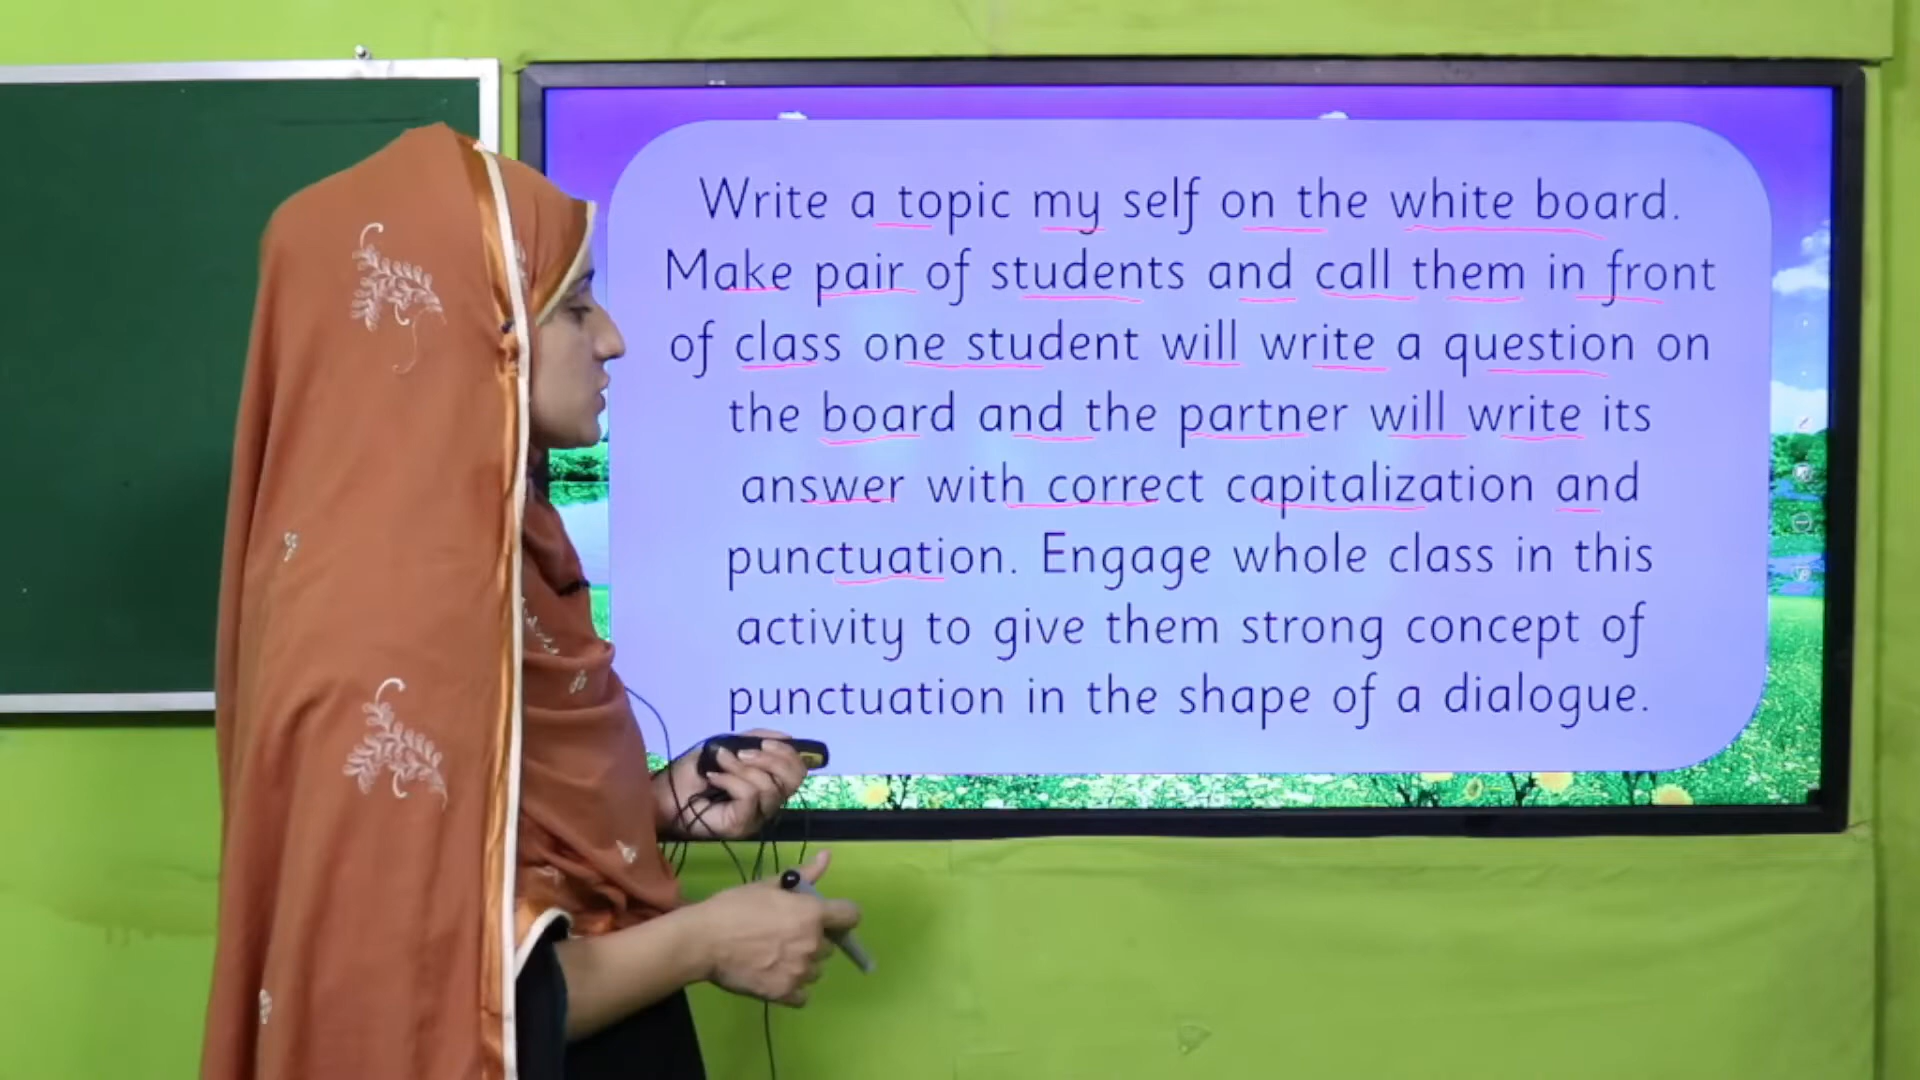 Write a topic my self on the white board.
Make pair of students and call them in front
of class one student will write a question on
the board and the partner will write its
answer with correct capitalization and
punctuation. Engage whole class in this
activity to give them strong concept of
punctuation in the shape of a dialogue.